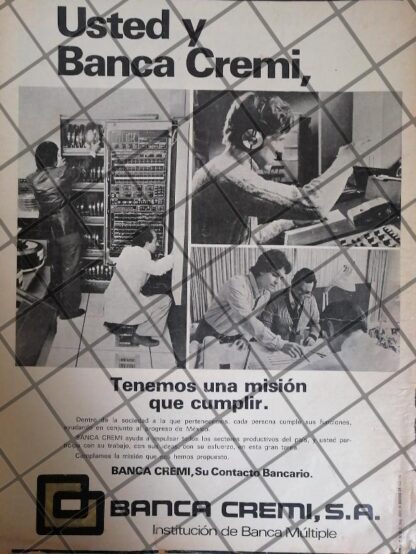 Usted y
Banca Cremi,
Tenemos una misión
que cumplir.
Dentro de la sociedad a la que pertenecemos, cada persona cumple sus funciones,
ayudando en conjunto al progreso de México.
BANCA CREMI ayuda a impulsar todos los sectores productivos del país, y usted par-
ticipa con su trabajo, con sus ideas, con su esfuerzo, en esta gran tarea.
Cumplamos la misión que nos hemos propuesto.
BANCA CREMI, Su Contacto Bancario.
BANCA CREMI, S.A.
Institución de Banca Múltiple